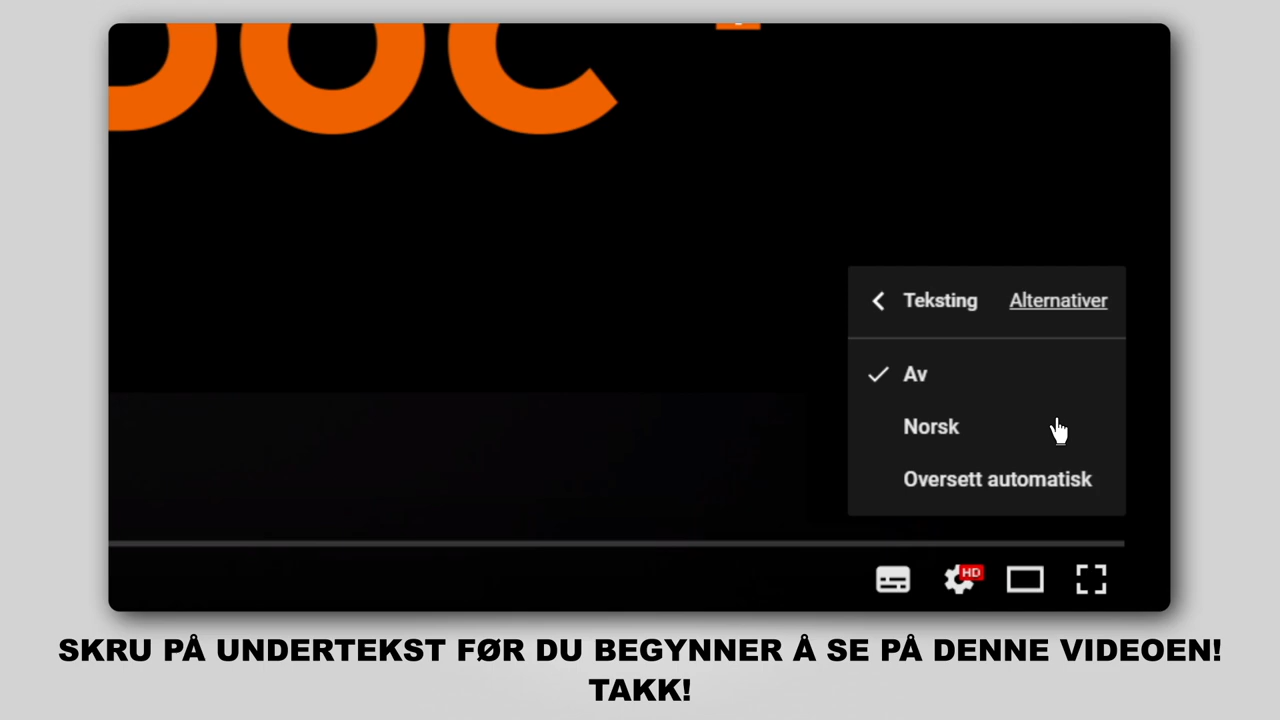 Teksting Alternativer
Av
Norsk
Oversett automatisk
HD
SKRU PÅ UNDERTEKST FØR DU BEGYNNER Å SE PÅ DENNE VIDEOEN!
TAKK!